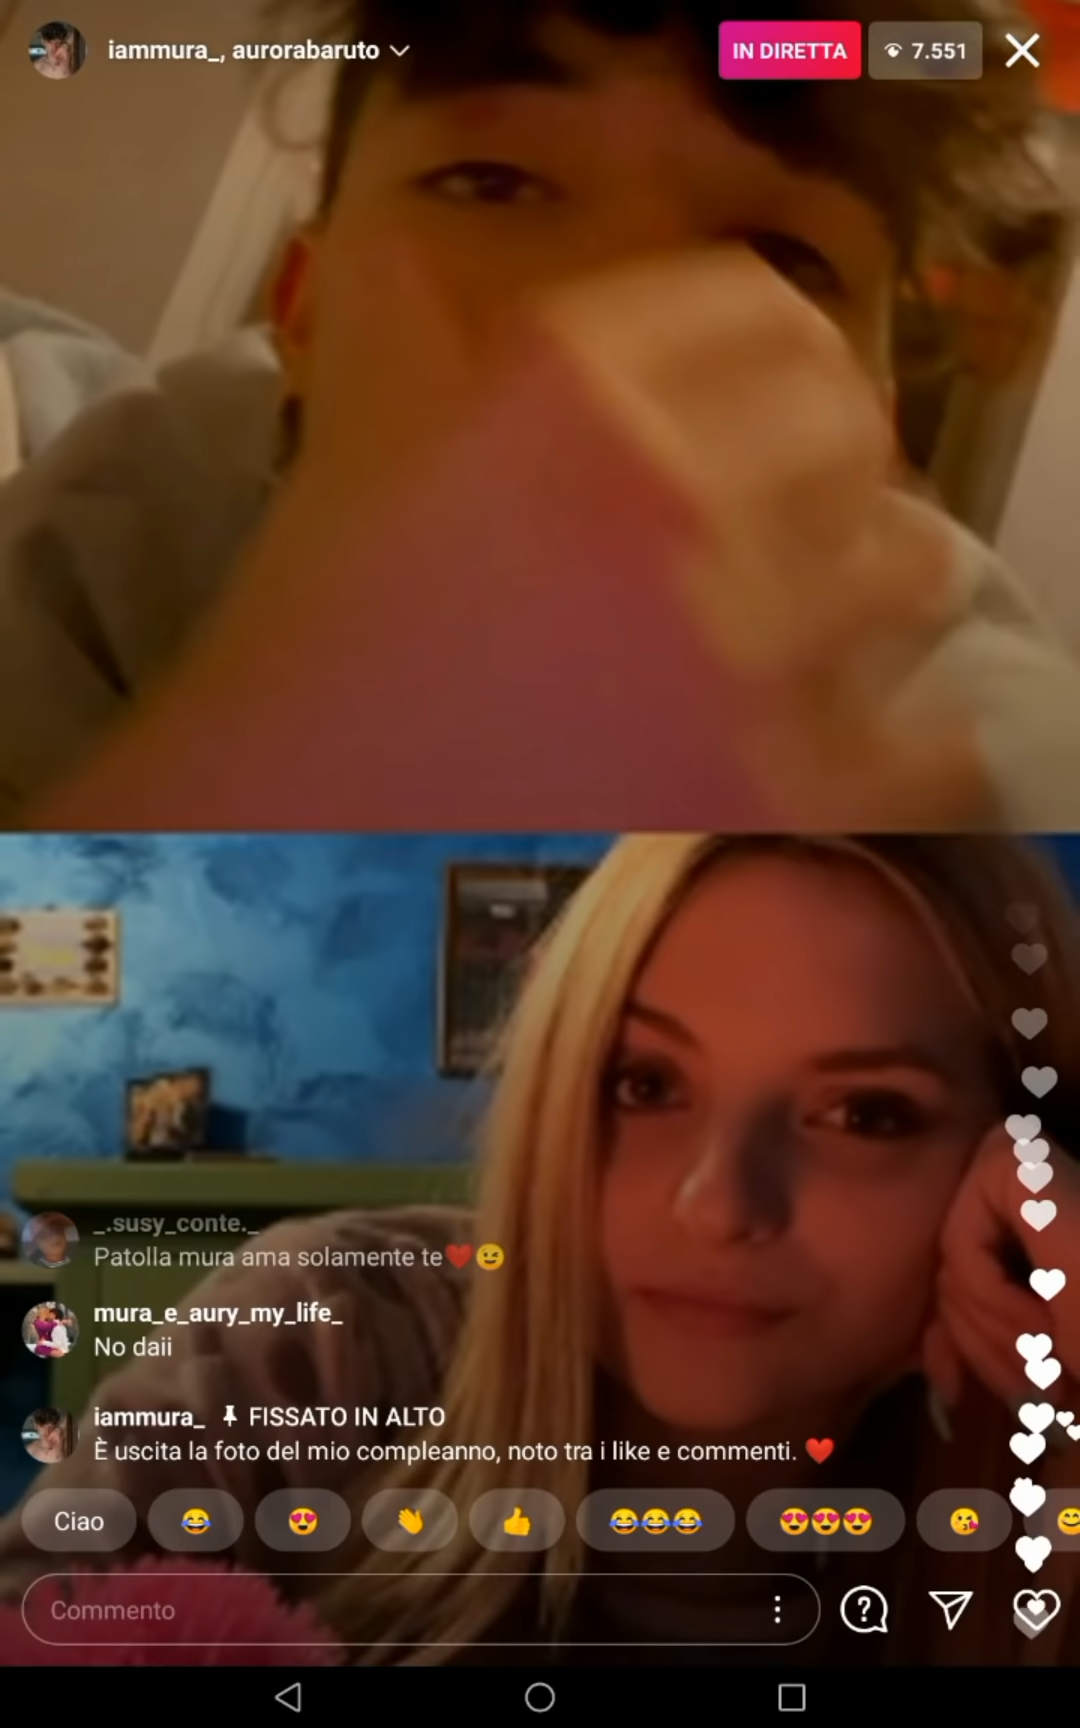 iammura_, aurorabaruto
IN DIRETTA
7.551
_.susy_conte._
Patolla mura ama solamente te❤️😉
mura_e_aury_my_life_
No daii
iammura_ 📌 FISSATO IN ALTO
È uscita la foto del mio compleanno, noto tra i like e commenti. ❤️
Ciao 😂 😍 👋 👍 😂😂😂 😍😍😍 😘 😊
Commento